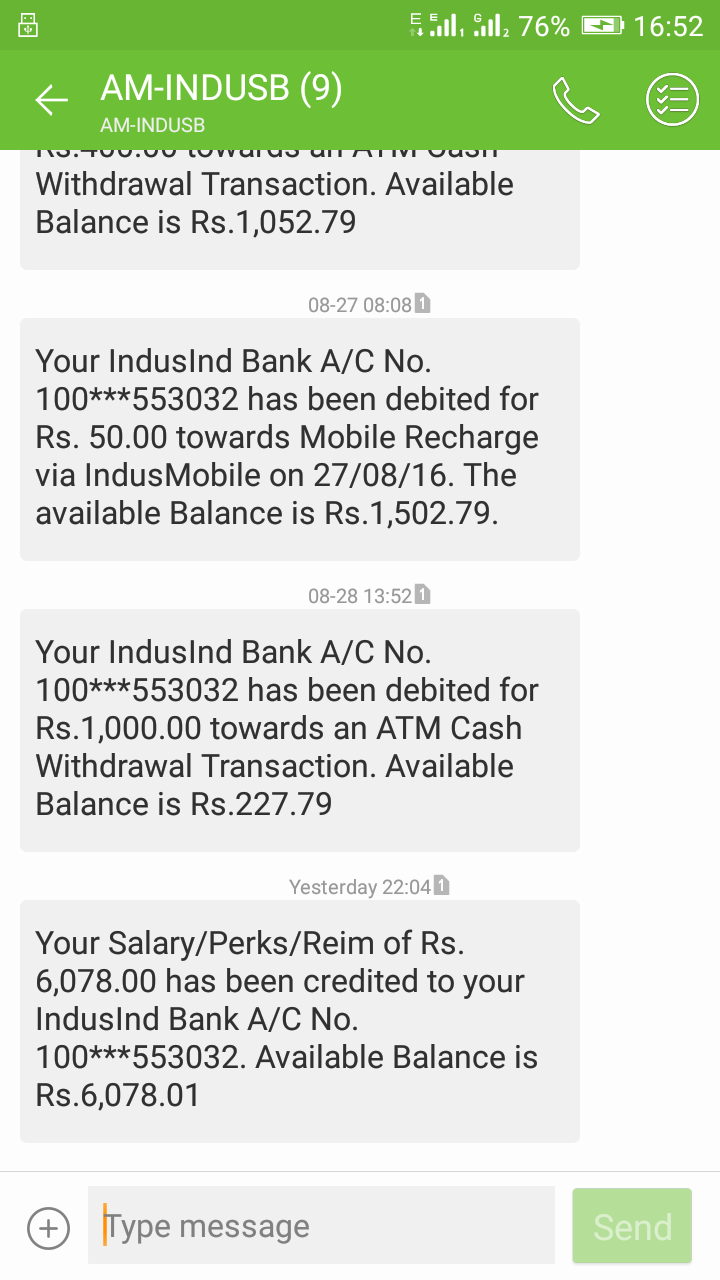 E E 1 G 2 76% 16:52
AM-INDUSB (9)
AM-INDUSB
Rs.400.00 towards an ATM Cash
Withdrawal Transaction. Available
Balance is Rs.1,052.79
08-27 08:08 1
Your IndusInd Bank A/C No.
100***553032 has been debited for
Rs. 50.00 towards Mobile Recharge
via IndusMobile on 27/08/16. The
available Balance is Rs.1,502.79.
08-28 13:52 1
Your IndusInd Bank A/C No.
100***553032 has been debited for
Rs.1,000.00 towards an ATM Cash
Withdrawal Transaction. Available
Balance is Rs.227.79
Yesterday 22:04 1
Your Salary/Perks/Reim of Rs.
6,078.00 has been credited to your
IndusInd Bank A/C No.
100***553032. Available Balance is
Rs.6,078.01
Type message
Send